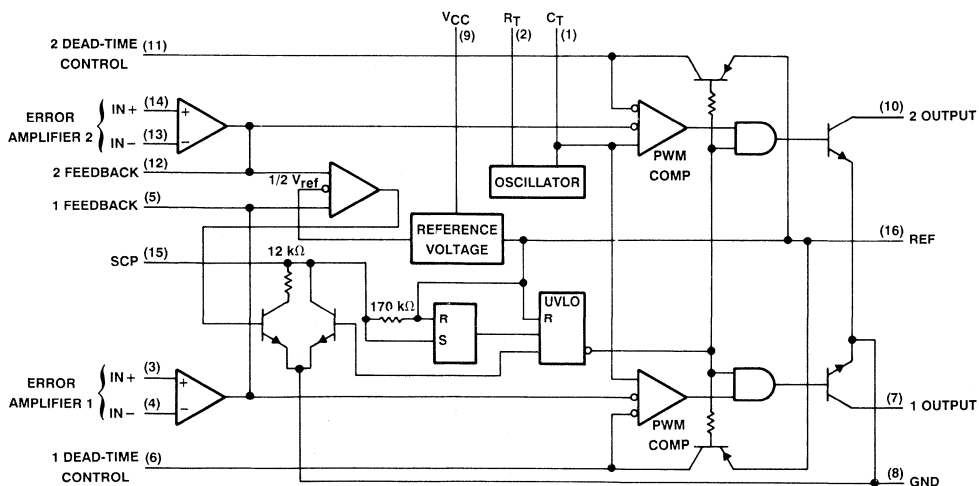 VCC
(9)
RT
(2)
CT
(1)
2 DEAD-TIME
CONTROL
(11)
ERROR
AMPLIFIER 2
IN+
(14)
IN−
(13)
+
−
2 FEEDBACK
(12)
1 FEEDBACK
(5)
1/2 Vref
OSCILLATOR
PWM
COMP
(10)
2 OUTPUT
REFERENCE
VOLTAGE
(16)
REF
SCP
(15)
12 kΩ
170 kΩ
R
S
UVLO
R
ERROR
AMPLIFIER 1
IN+
(3)
IN−
(4)
+
−
PWM
COMP
(7)
1 OUTPUT
1 DEAD-TIME
CONTROL
(6)
(8)
GND